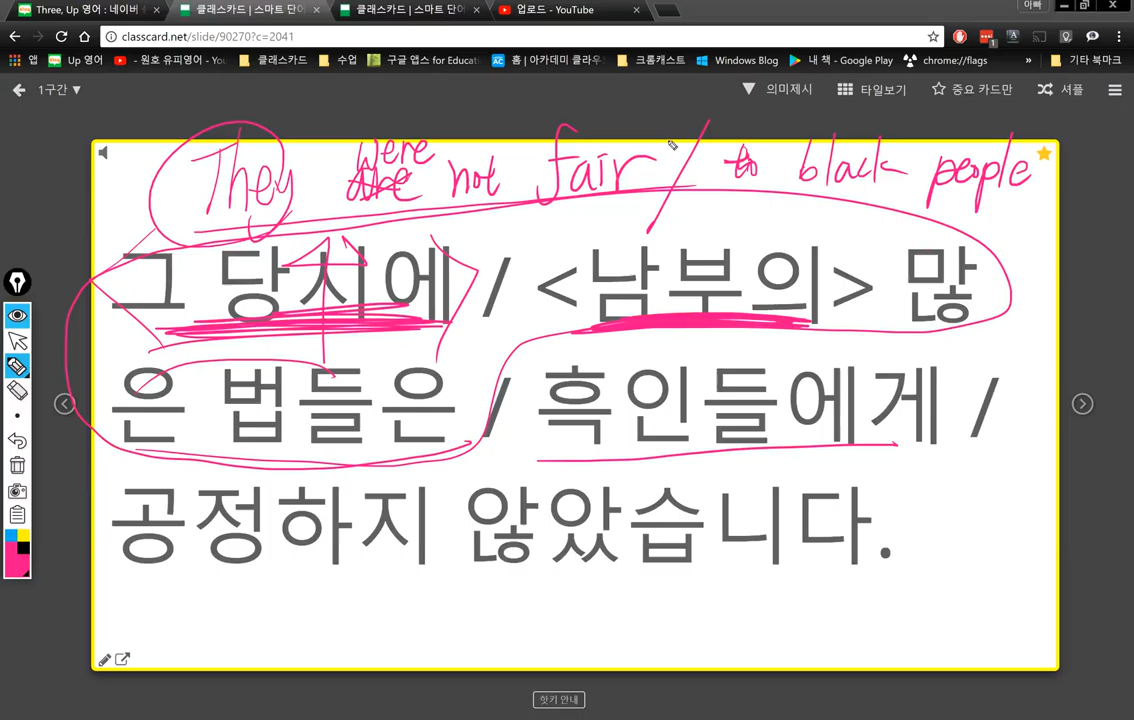 Three, Up 영어 : 네이버
클래스카드 | 스마트 단어
클래스카드 | 스마트 단어
업로드 - YouTube
아빠
classcard.net/slide/90270?c=2041
앱 Up 영어 - 원호 유피영어 - You 클래스카드 수업 구글 앱스 for Educati 홈 | 아카데미 클라우 크롬캐스트 Windows Blog 내 책 - Google Play chrome://flags » 기타 북마크
1구간 ▼ 의미제시 타일보기 중요 카드만 셔플
They were not fair / to black people
그 당시에 / <남부의> 많
은 법들은 / 흑인들에게 /
공정하지 않았습니다.
힛키 안내